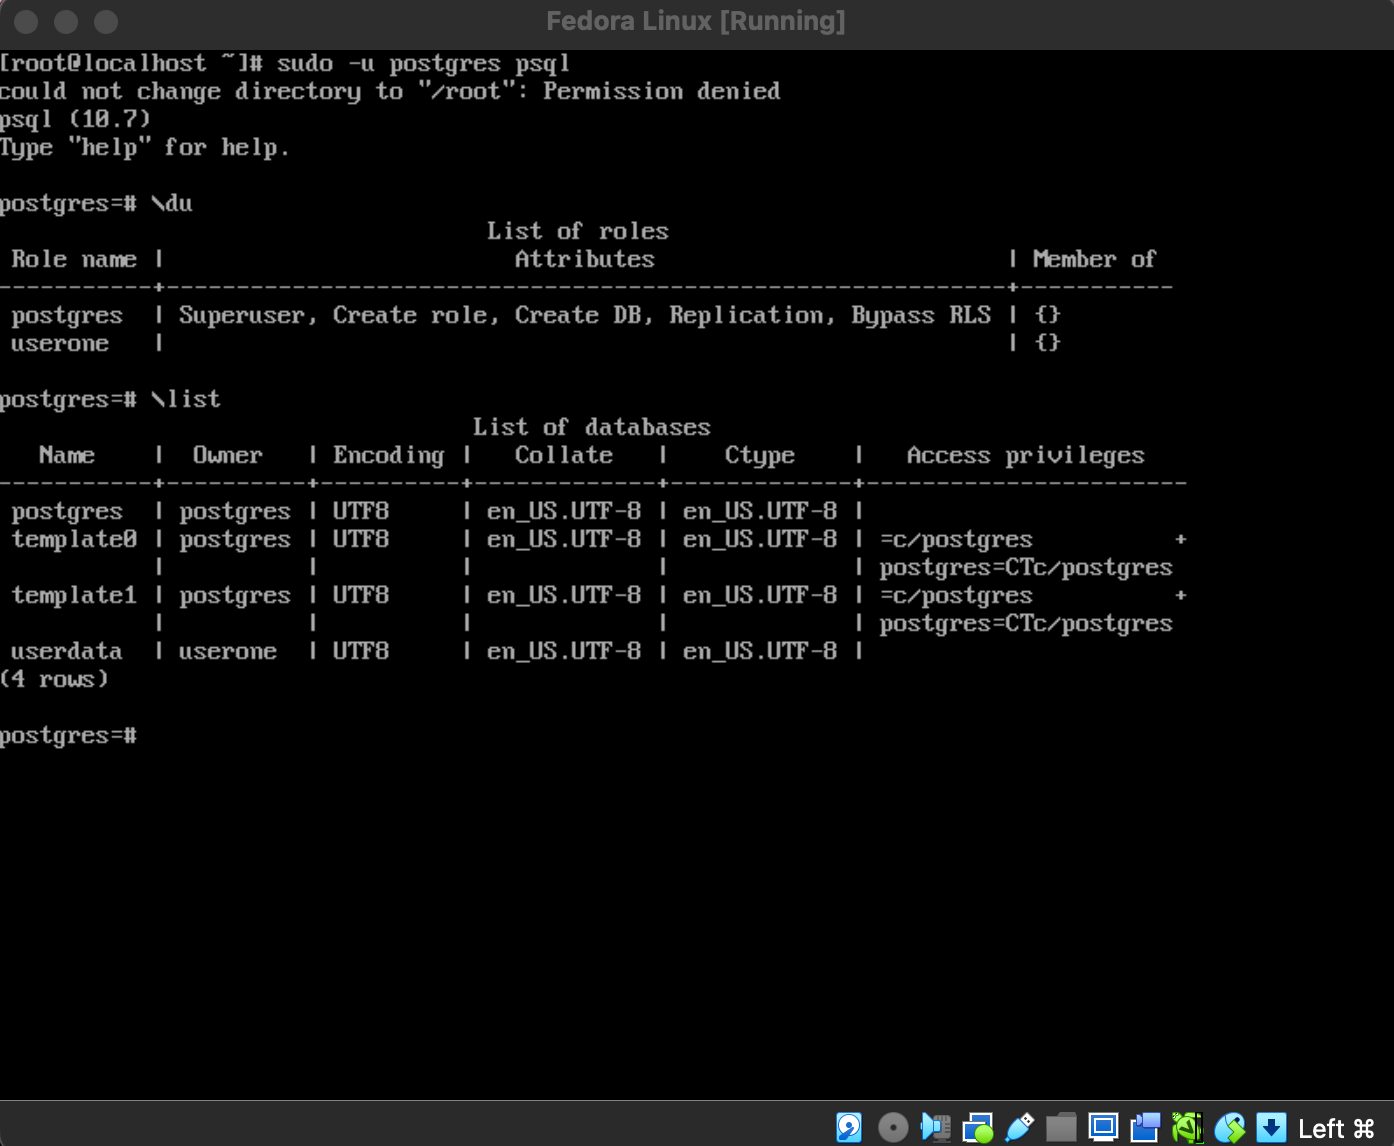 Fedora Linux [Running]
[root@localhost ~]# sudo -u postgres psql
could not change directory to "/root": Permission denied
psql (10.7)
Type "help" for help.

postgres=# \du
                                   List of roles
 Role name |                         Attributes                         | Member of
-----------+------------------------------------------------------------+-----------
 postgres  | Superuser, Create role, Create DB, Replication, Bypass RLS | {}
 userone   |                                                            | {}

postgres=# \list
                                  List of databases
   Name    |  Owner   | Encoding |   Collate   |    Ctype    |   Access privileges
-----------+----------+----------+-------------+-------------+-----------------------
 postgres  | postgres | UTF8     | en_US.UTF-8 | en_US.UTF-8 |
 template0 | postgres | UTF8     | en_US.UTF-8 | en_US.UTF-8 | =c/postgres          +
           |          |          |             |             | postgres=CTc/postgres
 template1 | postgres | UTF8     | en_US.UTF-8 | en_US.UTF-8 | =c/postgres          +
           |          |          |             |             | postgres=CTc/postgres
 userdata  | userone  | UTF8     | en_US.UTF-8 | en_US.UTF-8 |
(4 rows)

postgres=#
Left ⌘